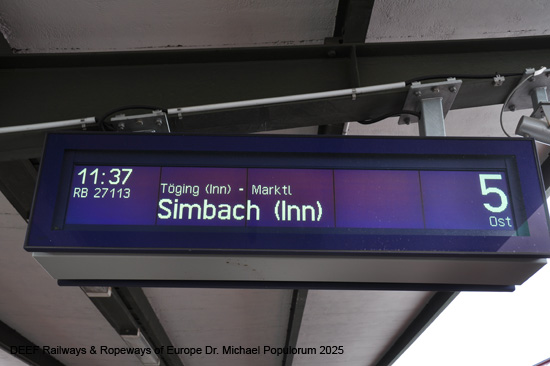 11:37
RB 27113
Töging (Inn) - Marktl
Simbach (Inn)
5
Ost
DEEF Railways & Ropeways of Europe Dr. Michael Populorum 2025